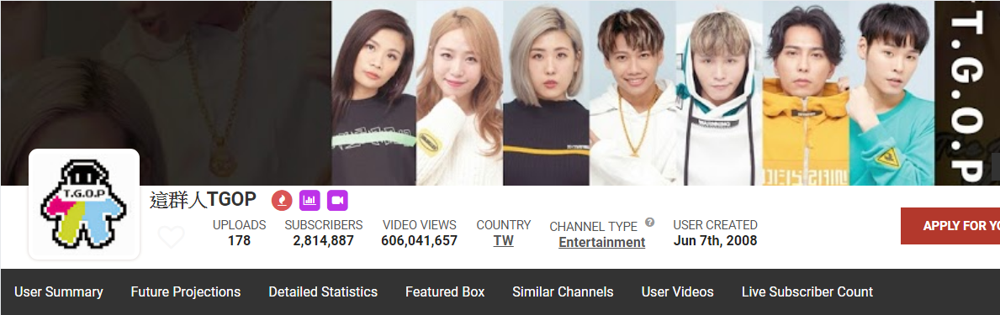 T.G.O.P
WARNNING
T.G.O.P
這群人TGOP
UPLOADS
178
SUBSCRIBERS
2,814,887
VIDEO VIEWS
606,041,657
COUNTRY
TW
CHANNEL TYPE ?
Entertainment
USER CREATED
Jun 7th, 2008
APPLY FOR YO
User Summary
Future Projections
Detailed Statistics
Featured Box
Similar Channels
User Videos
Live Subscriber Count